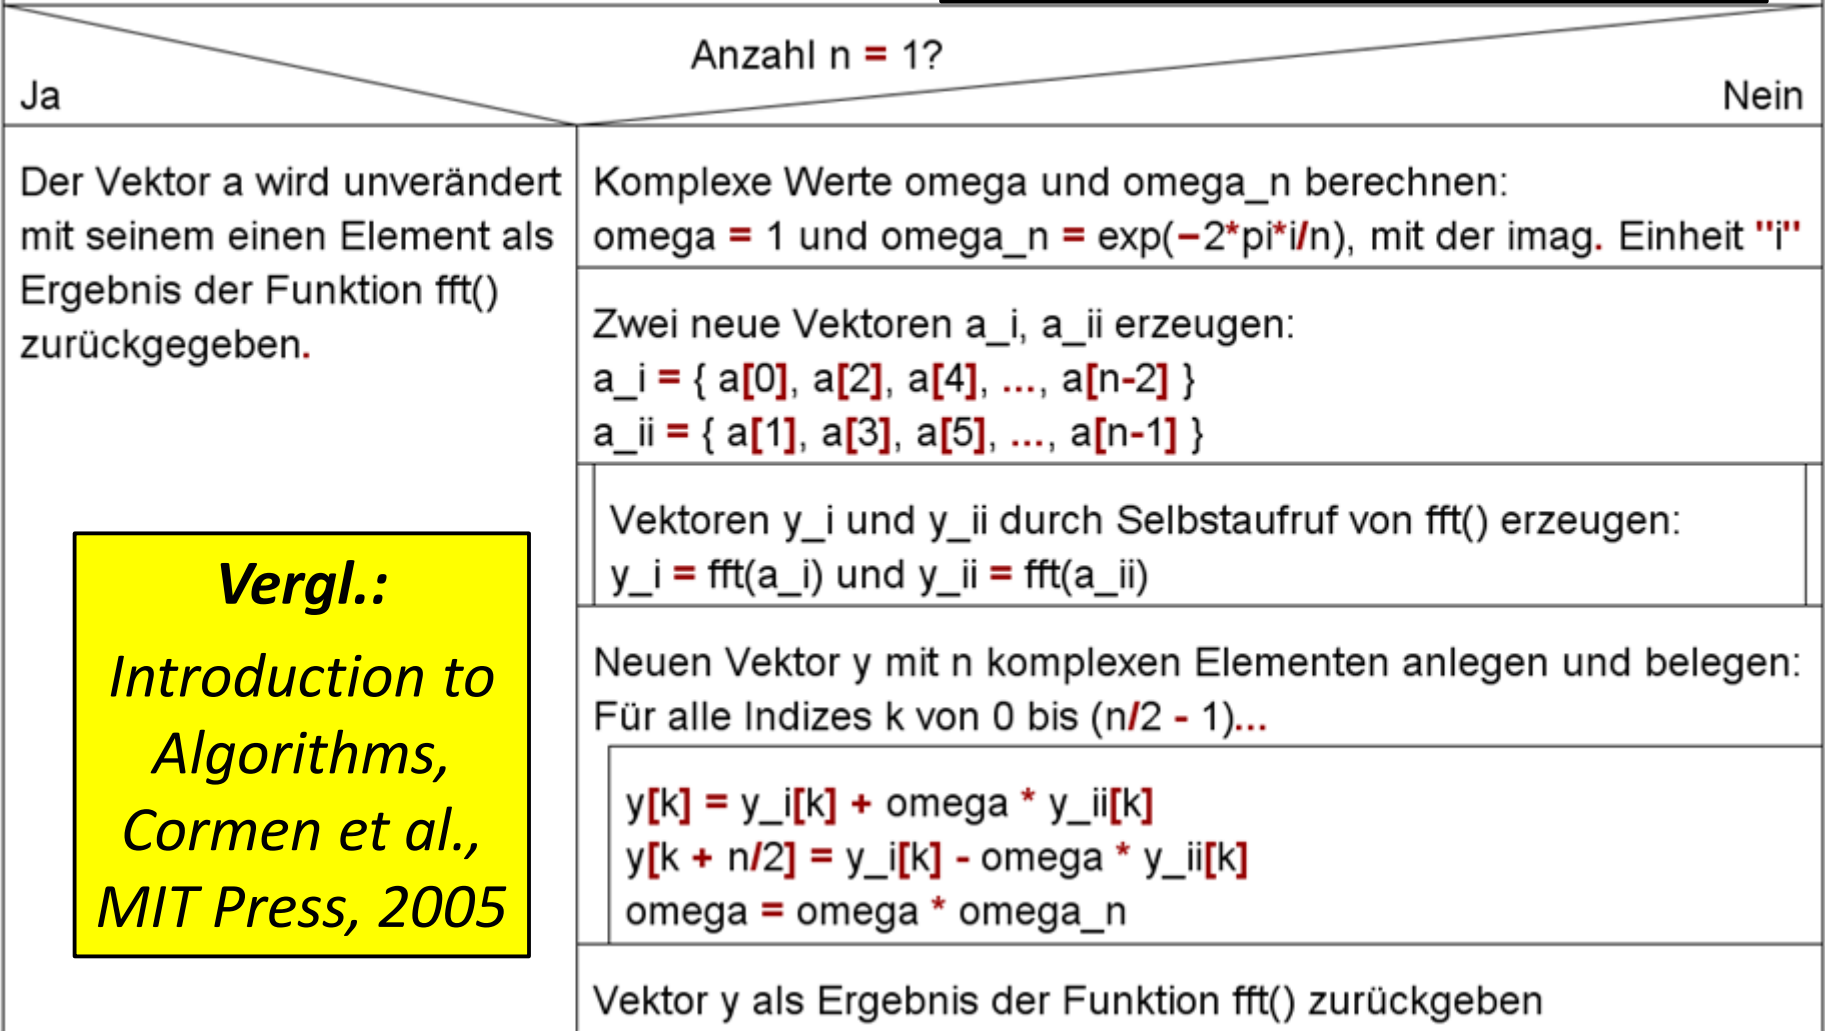 Anzahl n = 1?
Ja
Nein
Der Vektor a wird unverändert
mit seinem einen Element als
Ergebnis der Funktion fft()
zurückgegeben.
Vergl.:
Introduction to
Algorithms,
Cormen et al.,
MIT Press, 2005
Komplexe Werte omega und omega_n berechnen:
omega = 1 und omega_n = exp(−2*pi*i/n), mit der imag. Einheit "i"
Zwei neue Vektoren a_i, a_ii erzeugen:
a_i = { a[0], a[2], a[4], ..., a[n-2] }
a_ii = { a[1], a[3], a[5], ..., a[n-1] }
Vektoren y_i und y_ii durch Selbstaufruf von fft() erzeugen:
y_i = fft(a_i) und y_ii = fft(a_ii)
Neuen Vektor y mit n komplexen Elementen anlegen und belegen:
Für alle Indizes k von 0 bis (n/2 - 1)...
y[k] = y_i[k] + omega * y_ii[k]
y[k + n/2] = y_i[k] - omega * y_ii[k]
omega = omega * omega_n
Vektor y als Ergebnis der Funktion fft() zurückgeben